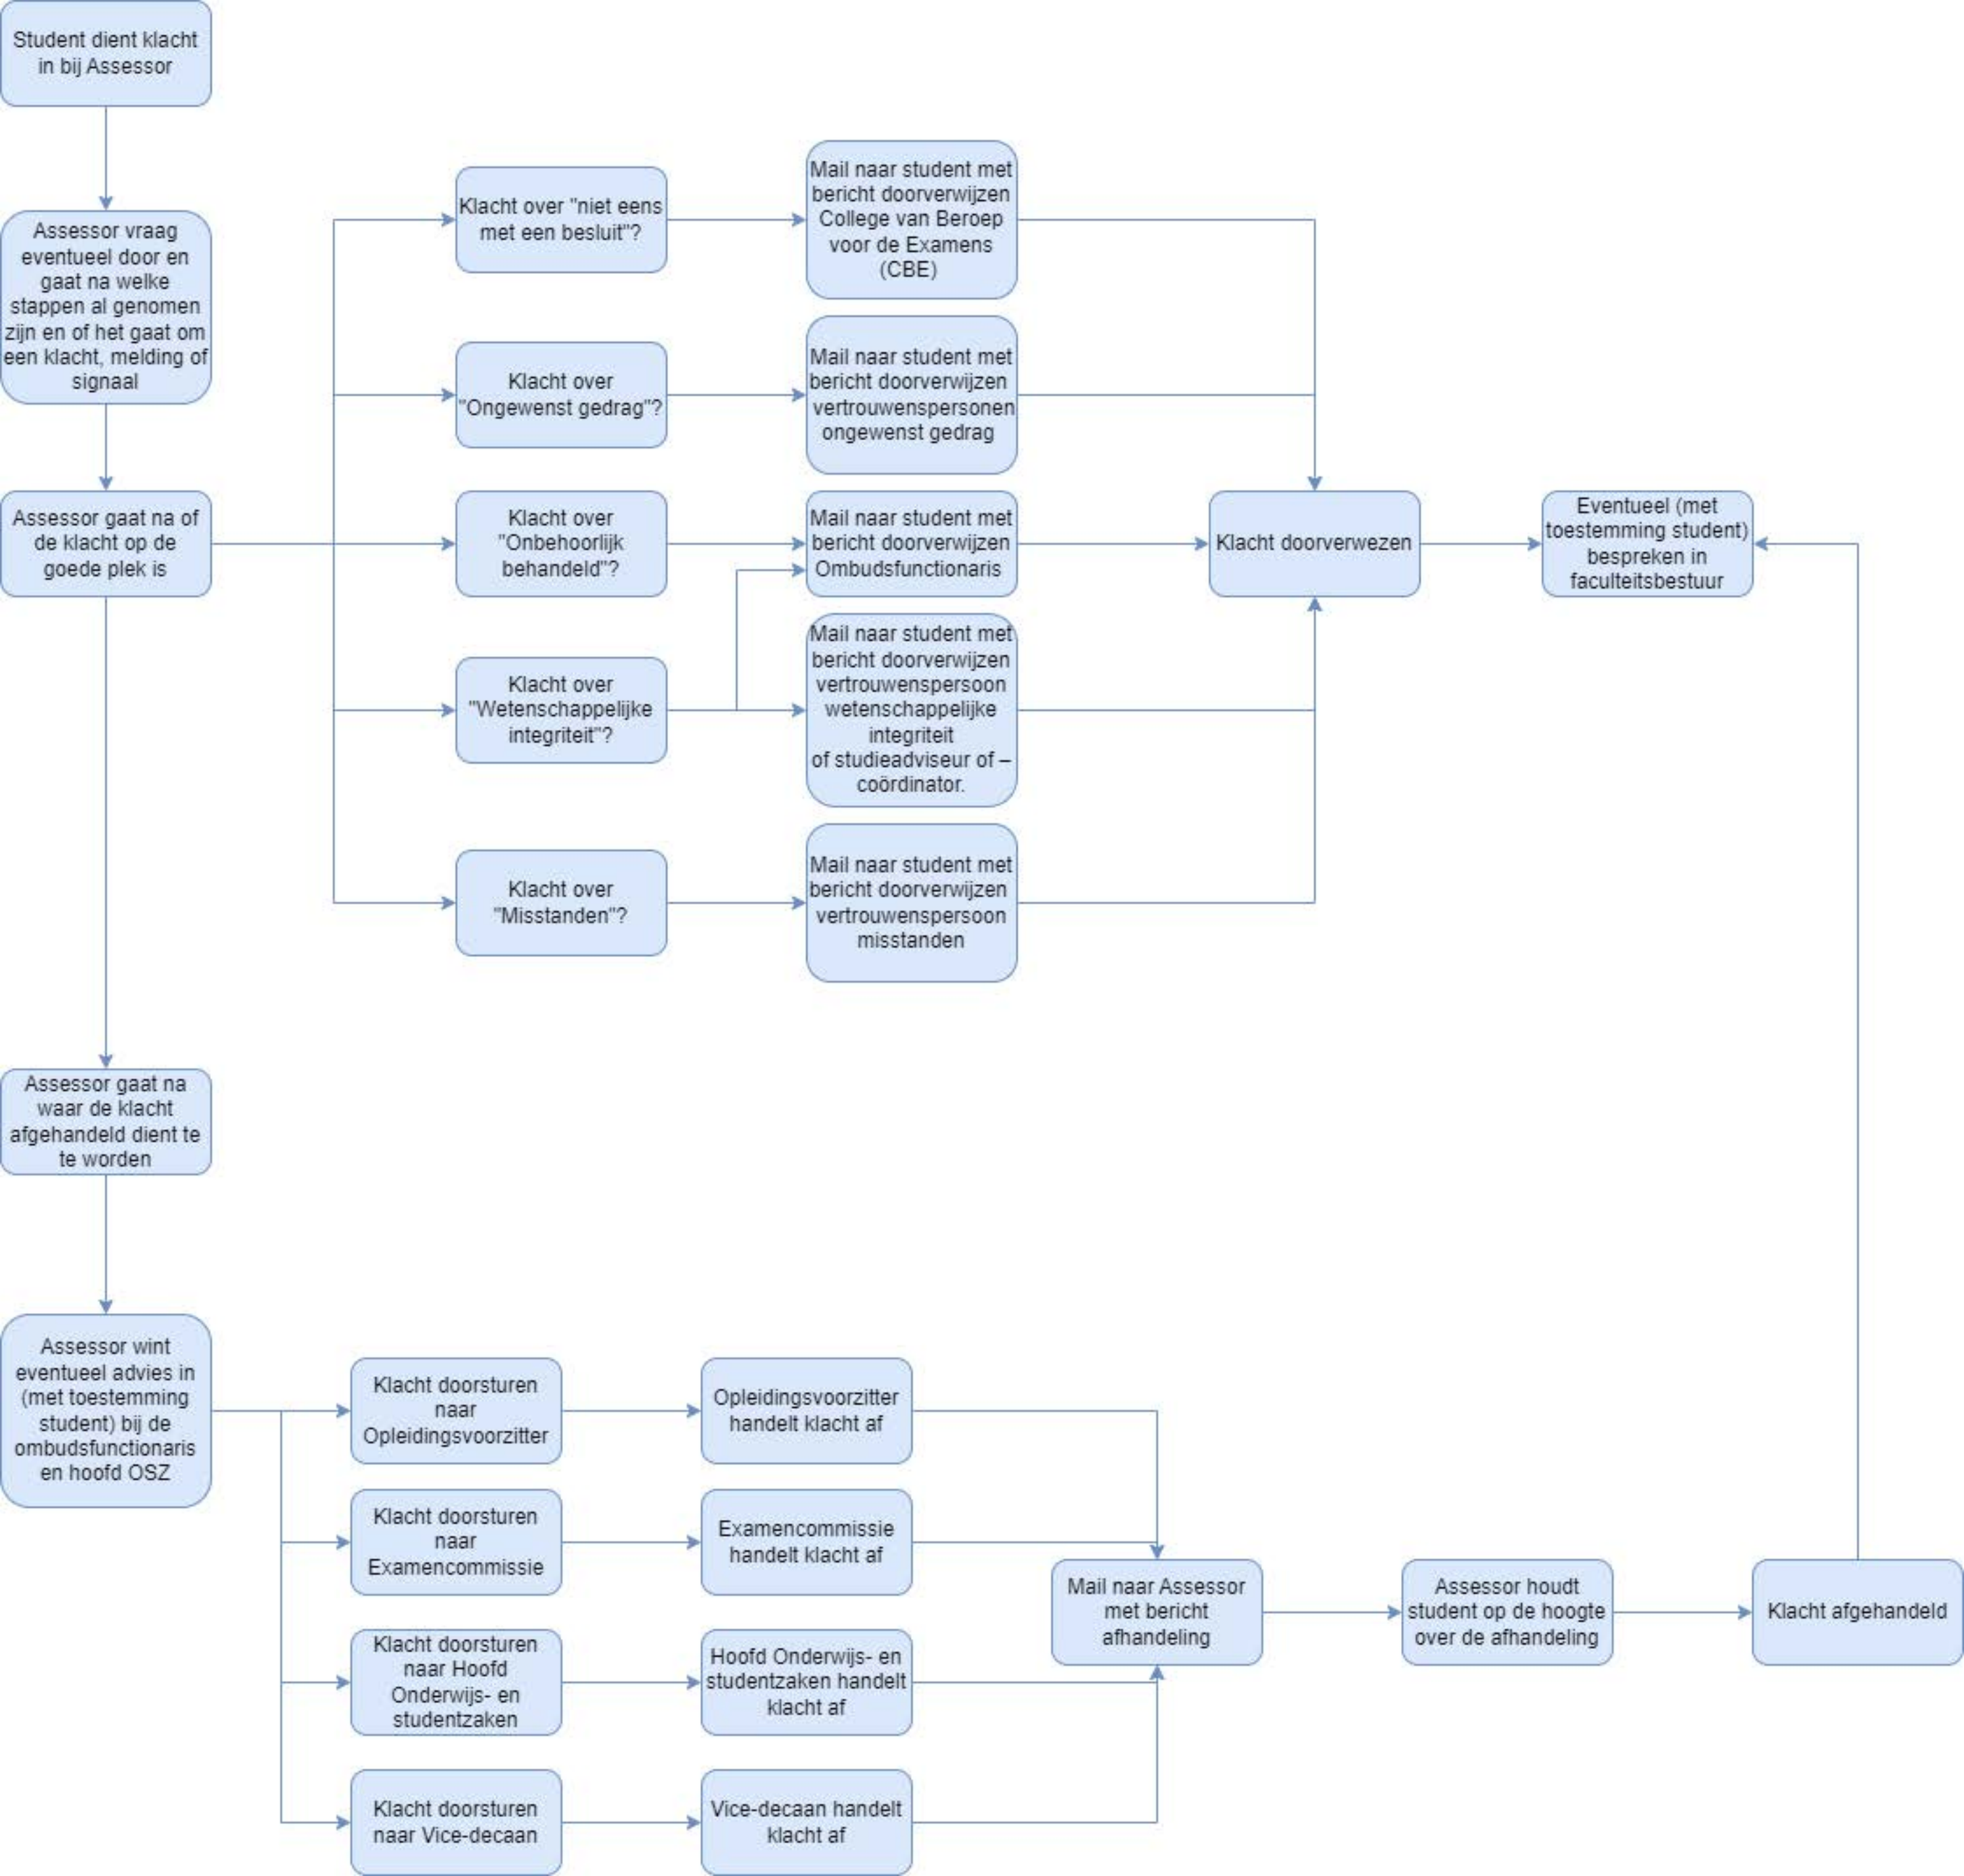 Student dient klacht
in bij Assessor
Assessor vraag
eventueel door en
gaat na welke
stappen al genomen
zijn en of het gaat om
een klacht, melding of
signaal
Assessor gaat na of
de klacht op de
goede plek is
Klacht over "niet eens
met een besluit"?
Mail naar student met
bericht doorverwijzen
College van Beroep
voor de Examens
(CBE)
Klacht over
"Ongewenst gedrag"?
Mail naar student met
bericht doorverwijzen
vertrouwenspersonen
ongewenst gedrag
Klacht over
"Onbehoorlijk
behandeld"?
Mail naar student met
bericht doorverwijzen
Ombudsfunctionaris
Klacht over
"Wetenschappelijke
integriteit"?
Mail naar student met
bericht doorverwijzen
vertrouwenspersoon
wetenschappelijke
integriteit
of studieadviseur of –
coördinator.
Klacht over
"Misstanden"?
Mail naar student met
bericht doorverwijzen
vertrouwenspersoon
misstanden
Klacht doorverwezen
Eventueel (met
toestemming student)
bespreken in
faculteitsbestuur
Assessor gaat na
waar de klacht
afgehandeld dient te
te worden
Assessor wint
eventueel advies in
(met toestemming
student) bij de
ombudsfunctionaris
en hoofd OSZ
Klacht doorsturen
naar
Opleidingsvoorzitter
Opleidingsvoorzitter
handelt klacht af
Klacht doorsturen
naar
Examencommissie
Examencommissie
handelt klacht af
Klacht doorsturen
naar Hoofd
Onderwijs- en
studentzaken
Hoofd Onderwijs- en
studentzaken handelt
klacht af
Klacht doorsturen
naar Vice-decaan
Vice-decaan handelt
klacht af
Mail naar Assessor
met bericht
afhandeling
Assessor houdt
student op de hoogte
over de afhandeling
Klacht afgehandeld